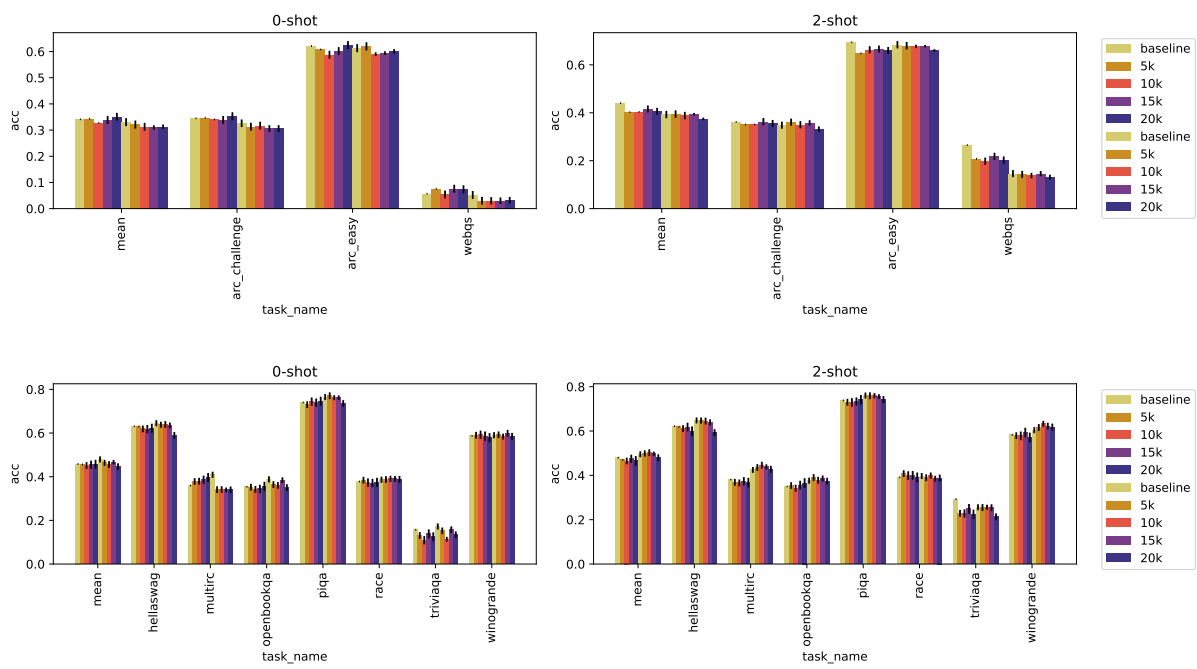 0-shot
acc
0.6
0.5
0.4
0.3
0.2
0.1
0.0
mean
arc_challenge
arc_easy
webqs
task_name
2-shot
acc
0.6
0.4
0.2
0.0
mean
arc_challenge
arc_easy
webqs
task_name
baseline
5k
10k
15k
20k
baseline
5k
10k
15k
20k
0-shot
acc
0.8
0.6
0.4
0.2
0.0
mean
hellaswag
multirc
openbookqa
piqa
race
triviaqa
winogrande
task_name
2-shot
acc
0.8
0.6
0.4
0.2
0.0
mean
hellaswag
multirc
openbookqa
piqa
race
triviaqa
winogrande
task_name
baseline
5k
10k
15k
20k
baseline
5k
10k
15k
20k